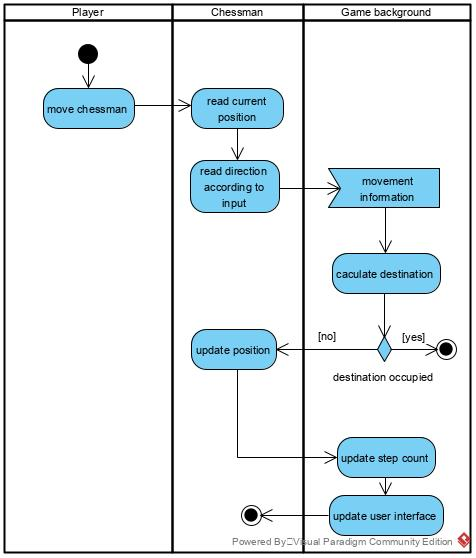 Player
Chessman
Game background
move chessman
read current
position
read direction
according to
input
movement
information
caculate destination
[no]
[yes]
update position
destination occupied
update step count
update user interface
Powered By Visual Paradigm Community Edition